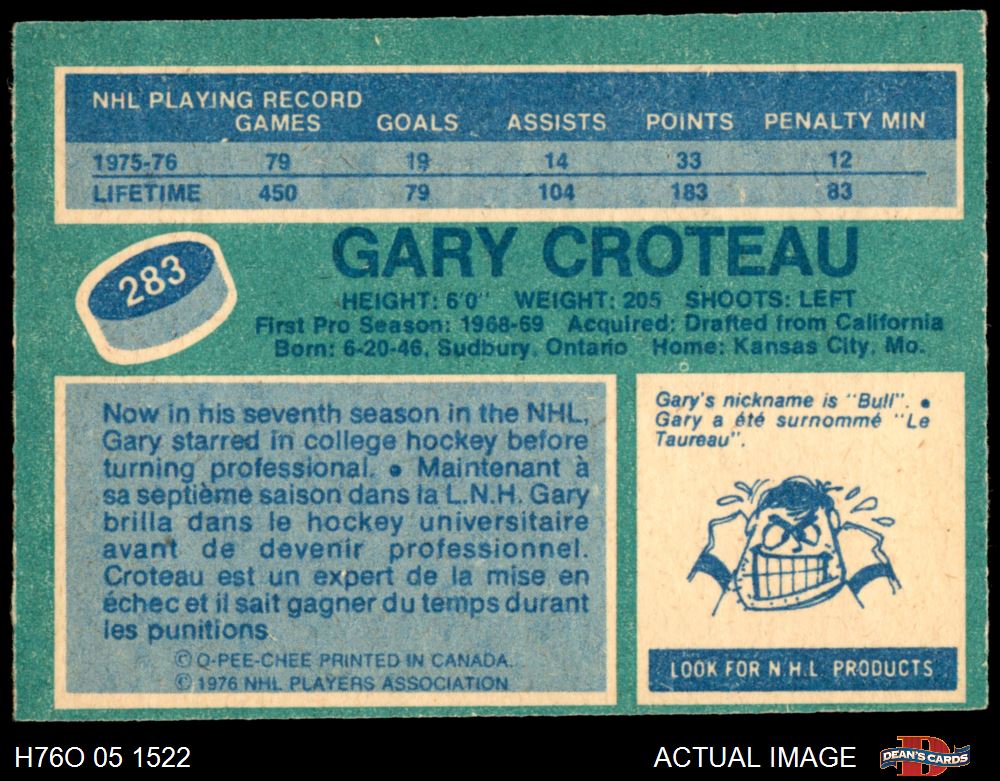 NHL PLAYING RECORD
GAMES GOALS ASSISTS POINTS PENALTY MIN
1975-76 79 19 14 33 12
LIFETIME 450 79 104 183 83
283
GARY CROTEAU
HEIGHT: 6'0" WEIGHT: 205 SHOOTS: LEFT
First Pro Season: 1968-69 Acquired: Drafted from California
Born: 6-20-46, Sudbury, Ontario Home: Kansas City, Mo.
Now in his seventh season in the NHL,
Gary starred in college hockey before
turning professional. • Maintenant à
sa septième saison dans la L.N.H. Gary
brilla dans le hockey universitaire
avant de devenir professionnel.
Croteau est un expert de la mise en
échec et il sait gagner du temps durant
les punitions
© O-PEE-CHEE PRINTED IN CANADA.
© 1976 NHL PLAYERS ASSOCIATION
Gary's nickname is "Bull". •
Gary a été surnommé "Le
Taureau".
LOOK FOR N.H.L PRODUCTS
H76O 05 1522
ACTUAL IMAGE
D
DEAN'S CARDS